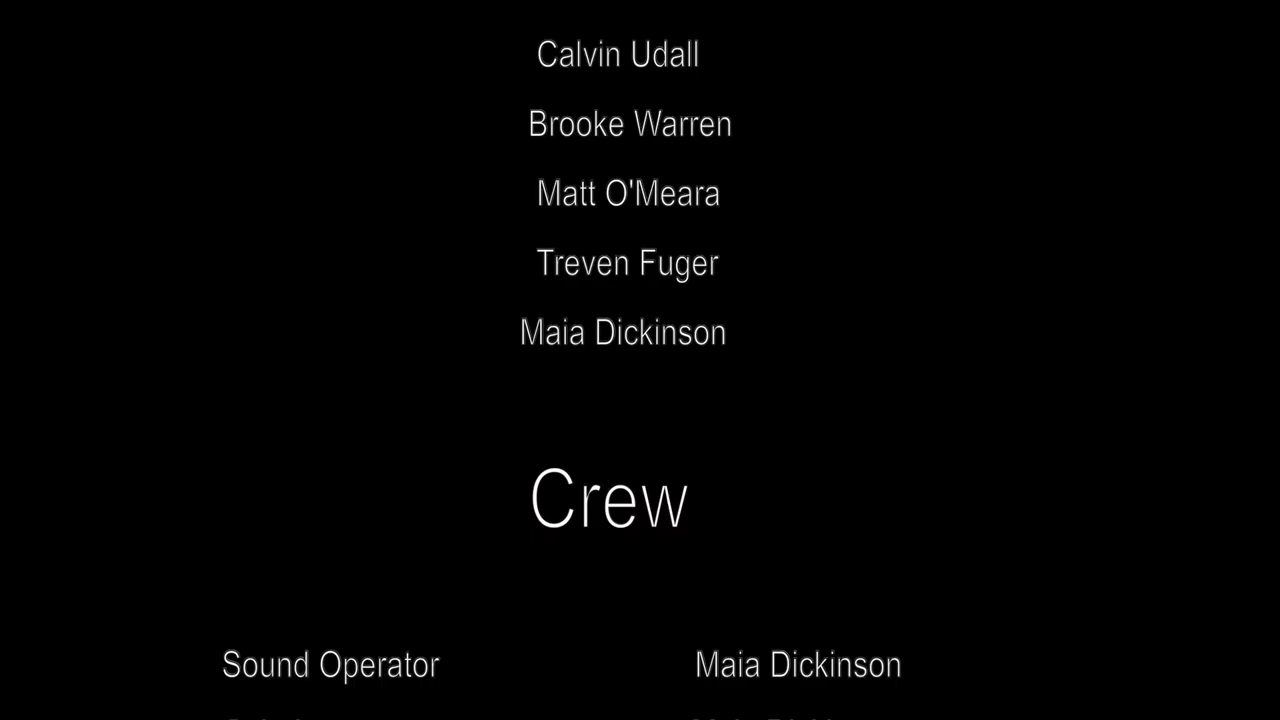 Calvin Udall
Brooke Warren
Matt O'Meara
Treven Fuger
Maia Dickinson
Crew
Sound Operator Maia Dickinson